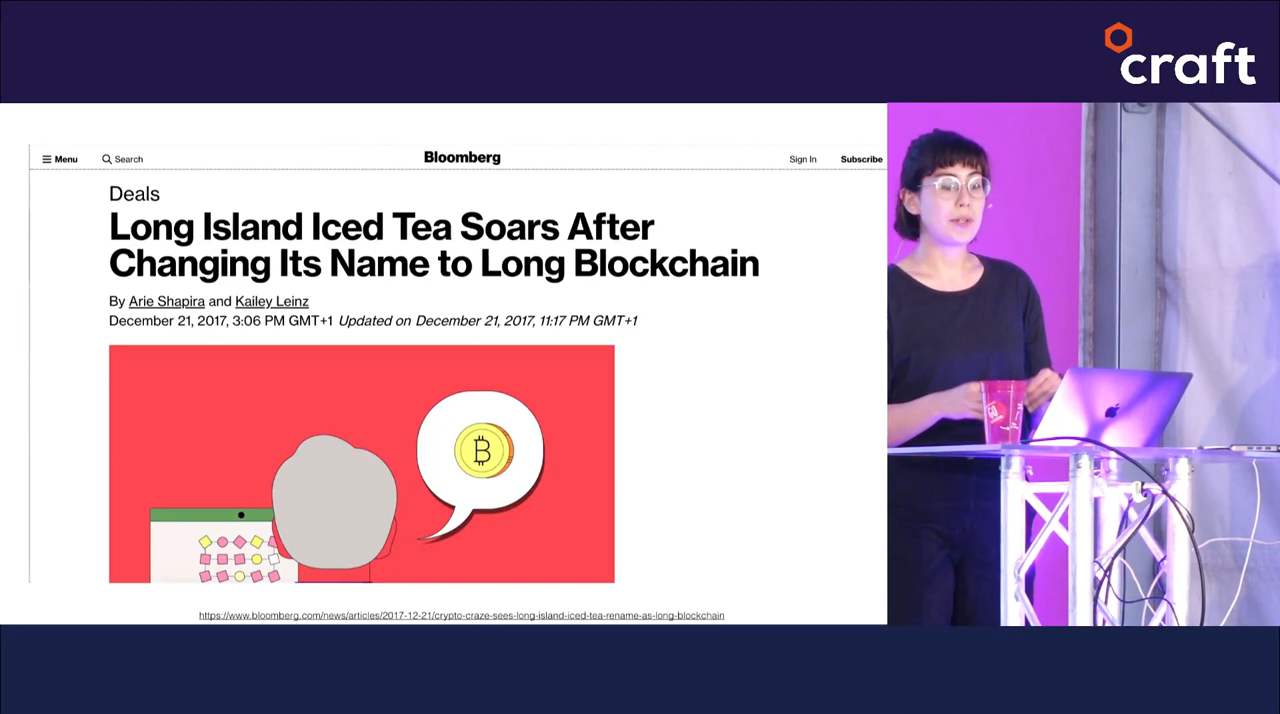 craft
Menu
Search
Bloomberg
Sign In
Subscribe
Deals
Long Island Iced Tea Soars After
Changing Its Name to Long Blockchain
By Arie Shapira and Kailey Leinz
December 21, 2017, 3:06 PM GMT+1 Updated on December 21, 2017, 11:17 PM GMT+1
https://www.bloomberg.com/news/articles/2017-12-21/crypto-craze-sees-long-island-iced-tea-rename-as-long-blockchain